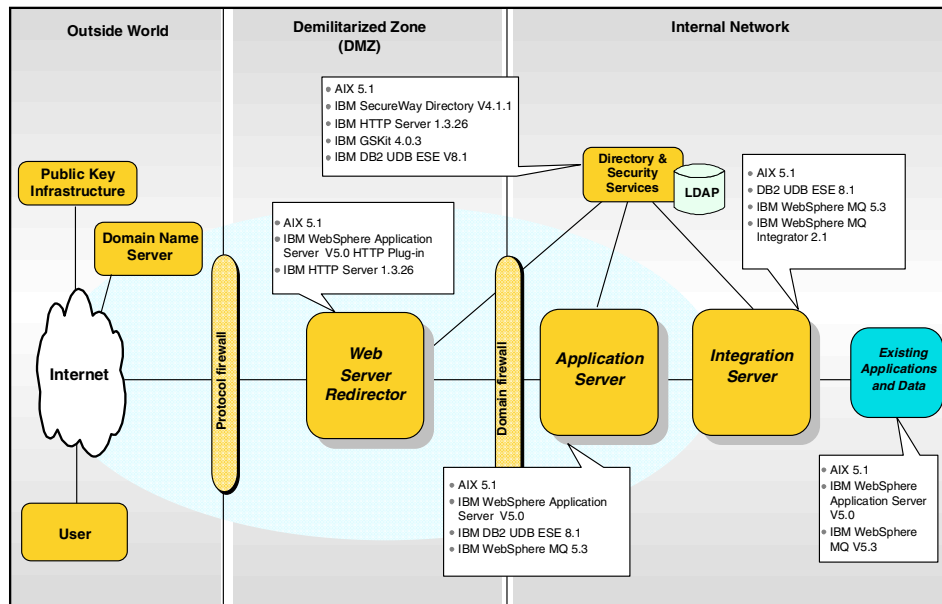 Outside World
Demilitarized Zone
(DMZ)
Internal Network
AIX 5.1
IBM SecureWay Directory V4.1.1
IBM HTTP Server 1.3.26
IBM GSKit 4.0.3
IBM DB2 UDB ESE V8.1
Directory &
Security
Services
LDAP
AIX 5.1
DB2 UDB ESE 8.1
IBM WebSphere MQ 5.3
IBM WebSphere MQ
Integrator 2.1
Public Key
Infrastructure
Domain Name
Server
AIX 5.1
IBM WebSphere Application
Server V5.0 HTTP Plug-in
IBM HTTP Server 1.3.26
Internet
Protocol firewall
Web
Server
Redirector
Domain firewall
Application
Server
Integration
Server
Existing
Applications
and Data
User
AIX 5.1
IBM WebSphere Application
Server V5.0
IBM DB2 UDB ESE 8.1
IBM WebSphere MQ 5.3
AIX 5.1
IBM WebSphere
Application Server
V5.0
IBM WebSphere
MQ V5.3